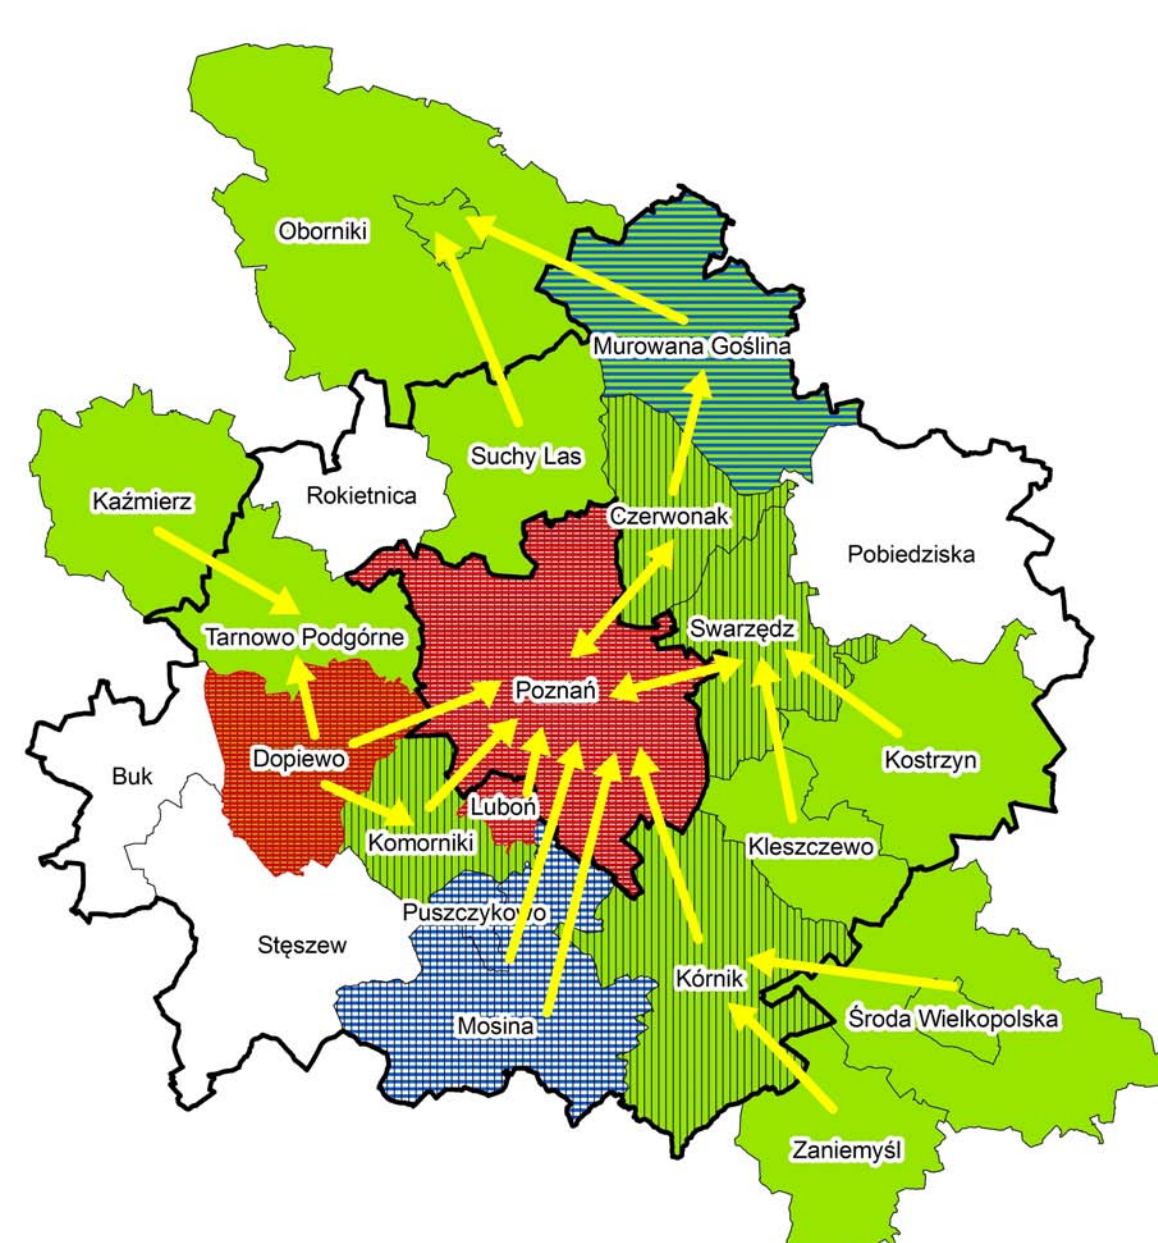 Oborniki
Murowana Goślina
Suchy Las
Rokietnica
Kaźmierz
Czerwonak
Pobiedziska
Swarzędz
Tarnowo Podgórne
Poznań
Dopiewo
Kostrzyn
Buk
Luboń
Komorniki
Kleszczewo
Puszczykowo
Stęszew
Kórnik
Mosina
Środa Wielkopolska
Zaniemyśl